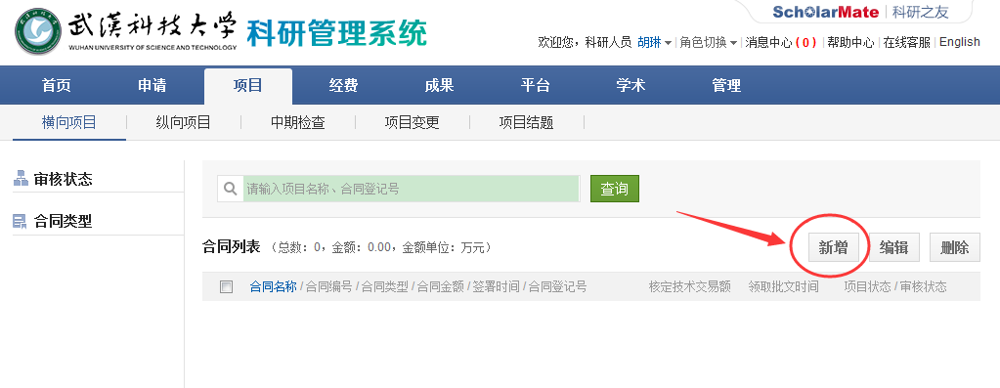 SCHOLARMATE | 科研之友
武漢科技大学
WUHAN UNIVERSITY OF SCIENCE AND TECHNOLOGY
科研管理系统
欢迎您，科研人员 胡琳 | 角色切换 | 消息中心 ( 0 ) | 帮助中心 | 在线客服 | English
首页 申请 项目 经费 成果 平台 学术 管理
横向项目 | 纵向项目 | 中期检查 | 项目变更 | 项目结题 |
审核状态
合同类型
请输入项目名称、合同登记号 查询
合同列表 （总数：0，金额：0.00，金额单位：万元） 新增 编辑 删除
合同名称 / 合同编号 / 合同类型 / 合同金额 / 签署时间 / 合同登记号 核定技术交易额 领取批文时间 项目状态 / 审核状态